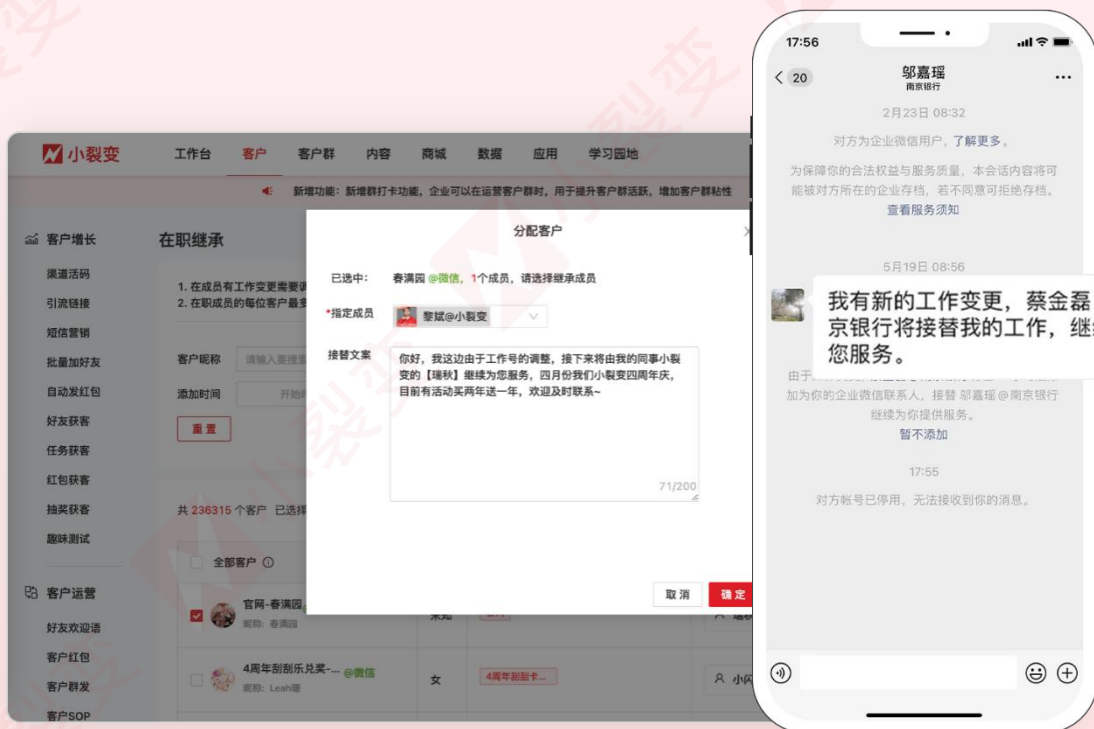 小裂变
工作台 客户 客户群 内容 商城 数据 应用 学习园地
新增功能：新增群打卡功能，企业可以在运营客户群时，用于提升客户群活跃，增加客户群粘性
客户增长
渠道活码
引流链接
短信营销
批量加好友
自动发红包
好友获客
任务获客
红包获客
抽奖获客
趣味测试
客户运营
好友欢迎语
客户红包
客户群发
客户SOP
在职继承
1. 在成员有工作变更需要
2. 在职成员的每位客户最多
客户昵称 请输入要搜索
添加时间 开始
重置
共 236315 个客户 已选择
全部客户
官网-春满园
昵称：春满园
未知
4周年刮刮乐兑奖-... @微信
昵称：Leah珊
女
4周年刮刮卡...
分配客户
已选中： 春满园 @微信，1个成员，请选择继承成员
*指定成员 黎斌@小裂变
接替文案 你好，我这边由于工作号的调整，接下来将由我的同事小裂
变的【瑞秋】继续为您服务，四月份我们小裂变四周年庆，
目前有活动买两年送一年，欢迎及时联系~
71/200
取消 确定
17:56
20
邬嘉瑶
南京银行
2月23日 08:32
对方为企业微信用户，了解更多。
为保障你的合法权益与服务质量，本会话内容将可
能被对方所在的企业存档，若不同意可拒绝存档。
查看服务须知
5月19日 08:56
我有新的工作变更，蔡金磊
京银行将接替我的工作，继
您服务。
由于
加为你的企业微信联系人，接替 邬嘉瑶@南京银行
继续为你提供服务。
暂不添加
17:55
对方帐号已停用，无法接收到你的消息。